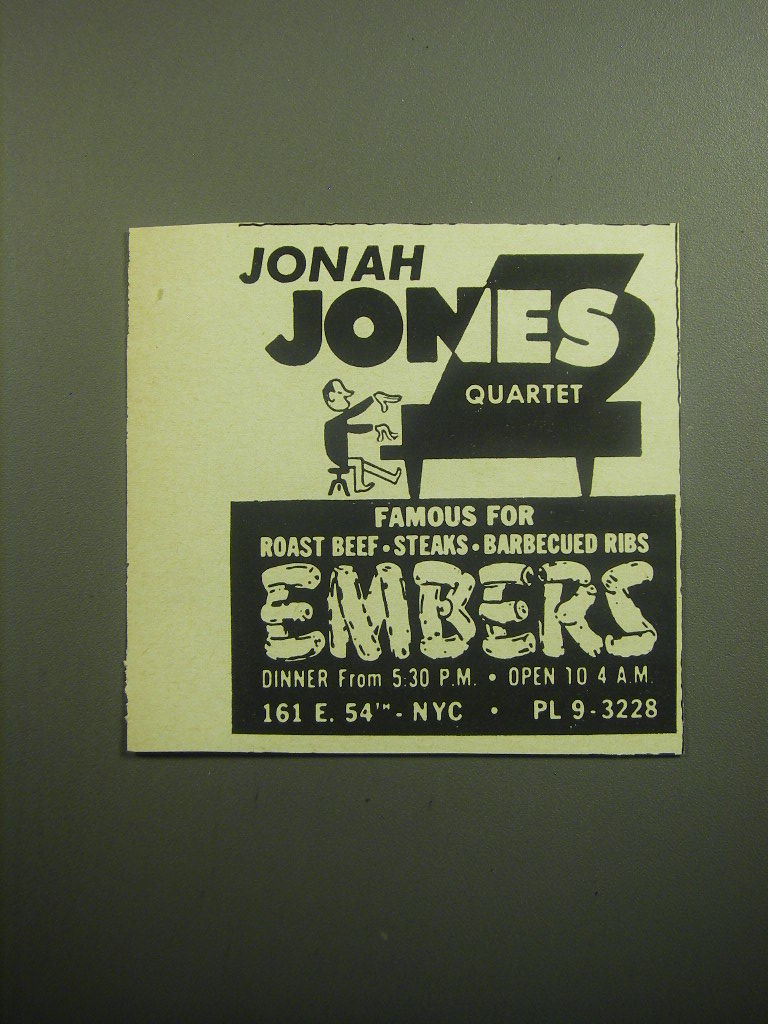 JONAH
JONES
QUARTET
FAMOUS FOR
ROAST BEEF • STEAKS • BARBECUED RIBS
EMBERS
DINNER From 5:30 P.M. • OPEN TO 4 A.M.
161 E. 54TH - NYC • PL 9-3228